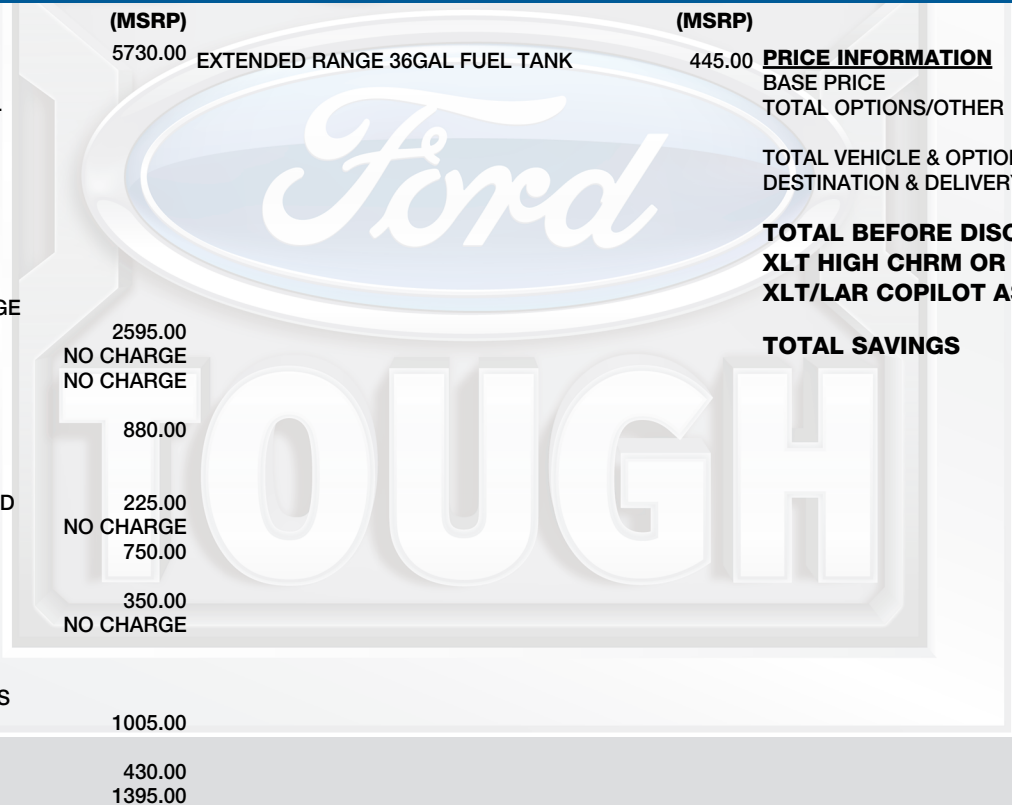 (MSRP)
5730.00
GE
2595.00
NO CHARGE
NO CHARGE
880.00
D 225.00
NO CHARGE
750.00
350.00
NO CHARGE
S
1005.00
430.00
1395.00
(MSRP)
EXTENDED RANGE 36GAL FUEL TANK 445.00
PRICE INFORMATION
BASE PRICE
TOTAL OPTIONS/OTHER
TOTAL VEHICLE & OPTION
DESTINATION & DELIVERY
TOTAL BEFORE DISC
XLT HIGH CHRM OR
XLT/LAR COPILOT AS
TOTAL SAVINGS
Ford
TOUGH